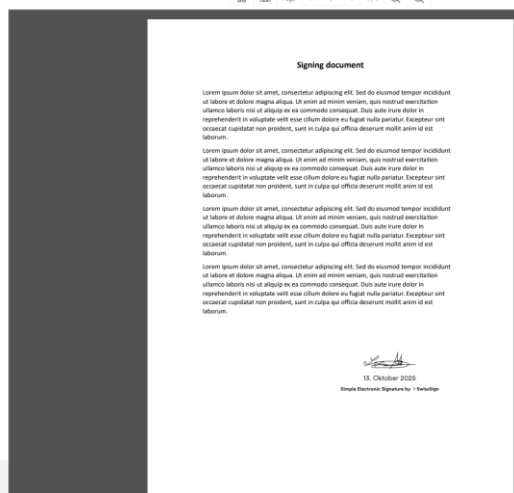 Signing document
Lorem ipsum dolor sit amet, consectetur adipiscing elit. Sed do eiusmod tempor incididunt
ut labore et dolore magna aliqua. Ut enim ad minim veniam, quis nostrud exercitation
ullamco laboris nisi ut aliquip ex ea commodo consequat. Duis aute irure dolor in
reprehenderit in voluptate velit esse cillum dolore eu fugiat nulla pariatur. Excepteur sint
occaecat cupidatat non proident, sunt in culpa qui officia deserunt mollit anim id est
laborum.
Lorem ipsum dolor sit amet, consectetur adipiscing elit. Sed do eiusmod tempor incididunt
ut labore et dolore magna aliqua. Ut enim ad minim veniam, quis nostrud exercitation
ullamco laboris nisi ut aliquip ex ea commodo consequat. Duis aute irure dolor in
reprehenderit in voluptate velit esse cillum dolore eu fugiat nulla pariatur. Excepteur sint
occaecat cupidatat non proident, sunt in culpa qui officia deserunt mollit anim id est
laborum.
Lorem ipsum dolor sit amet, consectetur adipiscing elit. Sed do eiusmod tempor incididunt
ut labore et dolore magna aliqua. Ut enim ad minim veniam, quis nostrud exercitation
ullamco laboris nisi ut aliquip ex ea commodo consequat. Duis aute irure dolor in
reprehenderit in voluptate velit esse cillum dolore eu fugiat nulla pariatur. Excepteur sint
occaecat cupidatat non proident, sunt in culpa qui officia deserunt mollit anim id est
laborum.
Lorem ipsum dolor sit amet, consectetur adipiscing elit. Sed do eiusmod tempor incididunt
ut labore et dolore magna aliqua. Ut enim ad minim veniam, quis nostrud exercitation
ullamco laboris nisi ut aliquip ex ea commodo consequat. Duis aute irure dolor in
reprehenderit in voluptate velit esse cillum dolore eu fugiat nulla pariatur. Excepteur sint
occaecat cupidatat non proident, sunt in culpa qui officia deserunt mollit anim id est
laborum.
13. Oktober 2025
Simple Electronic Signature by SwissSign